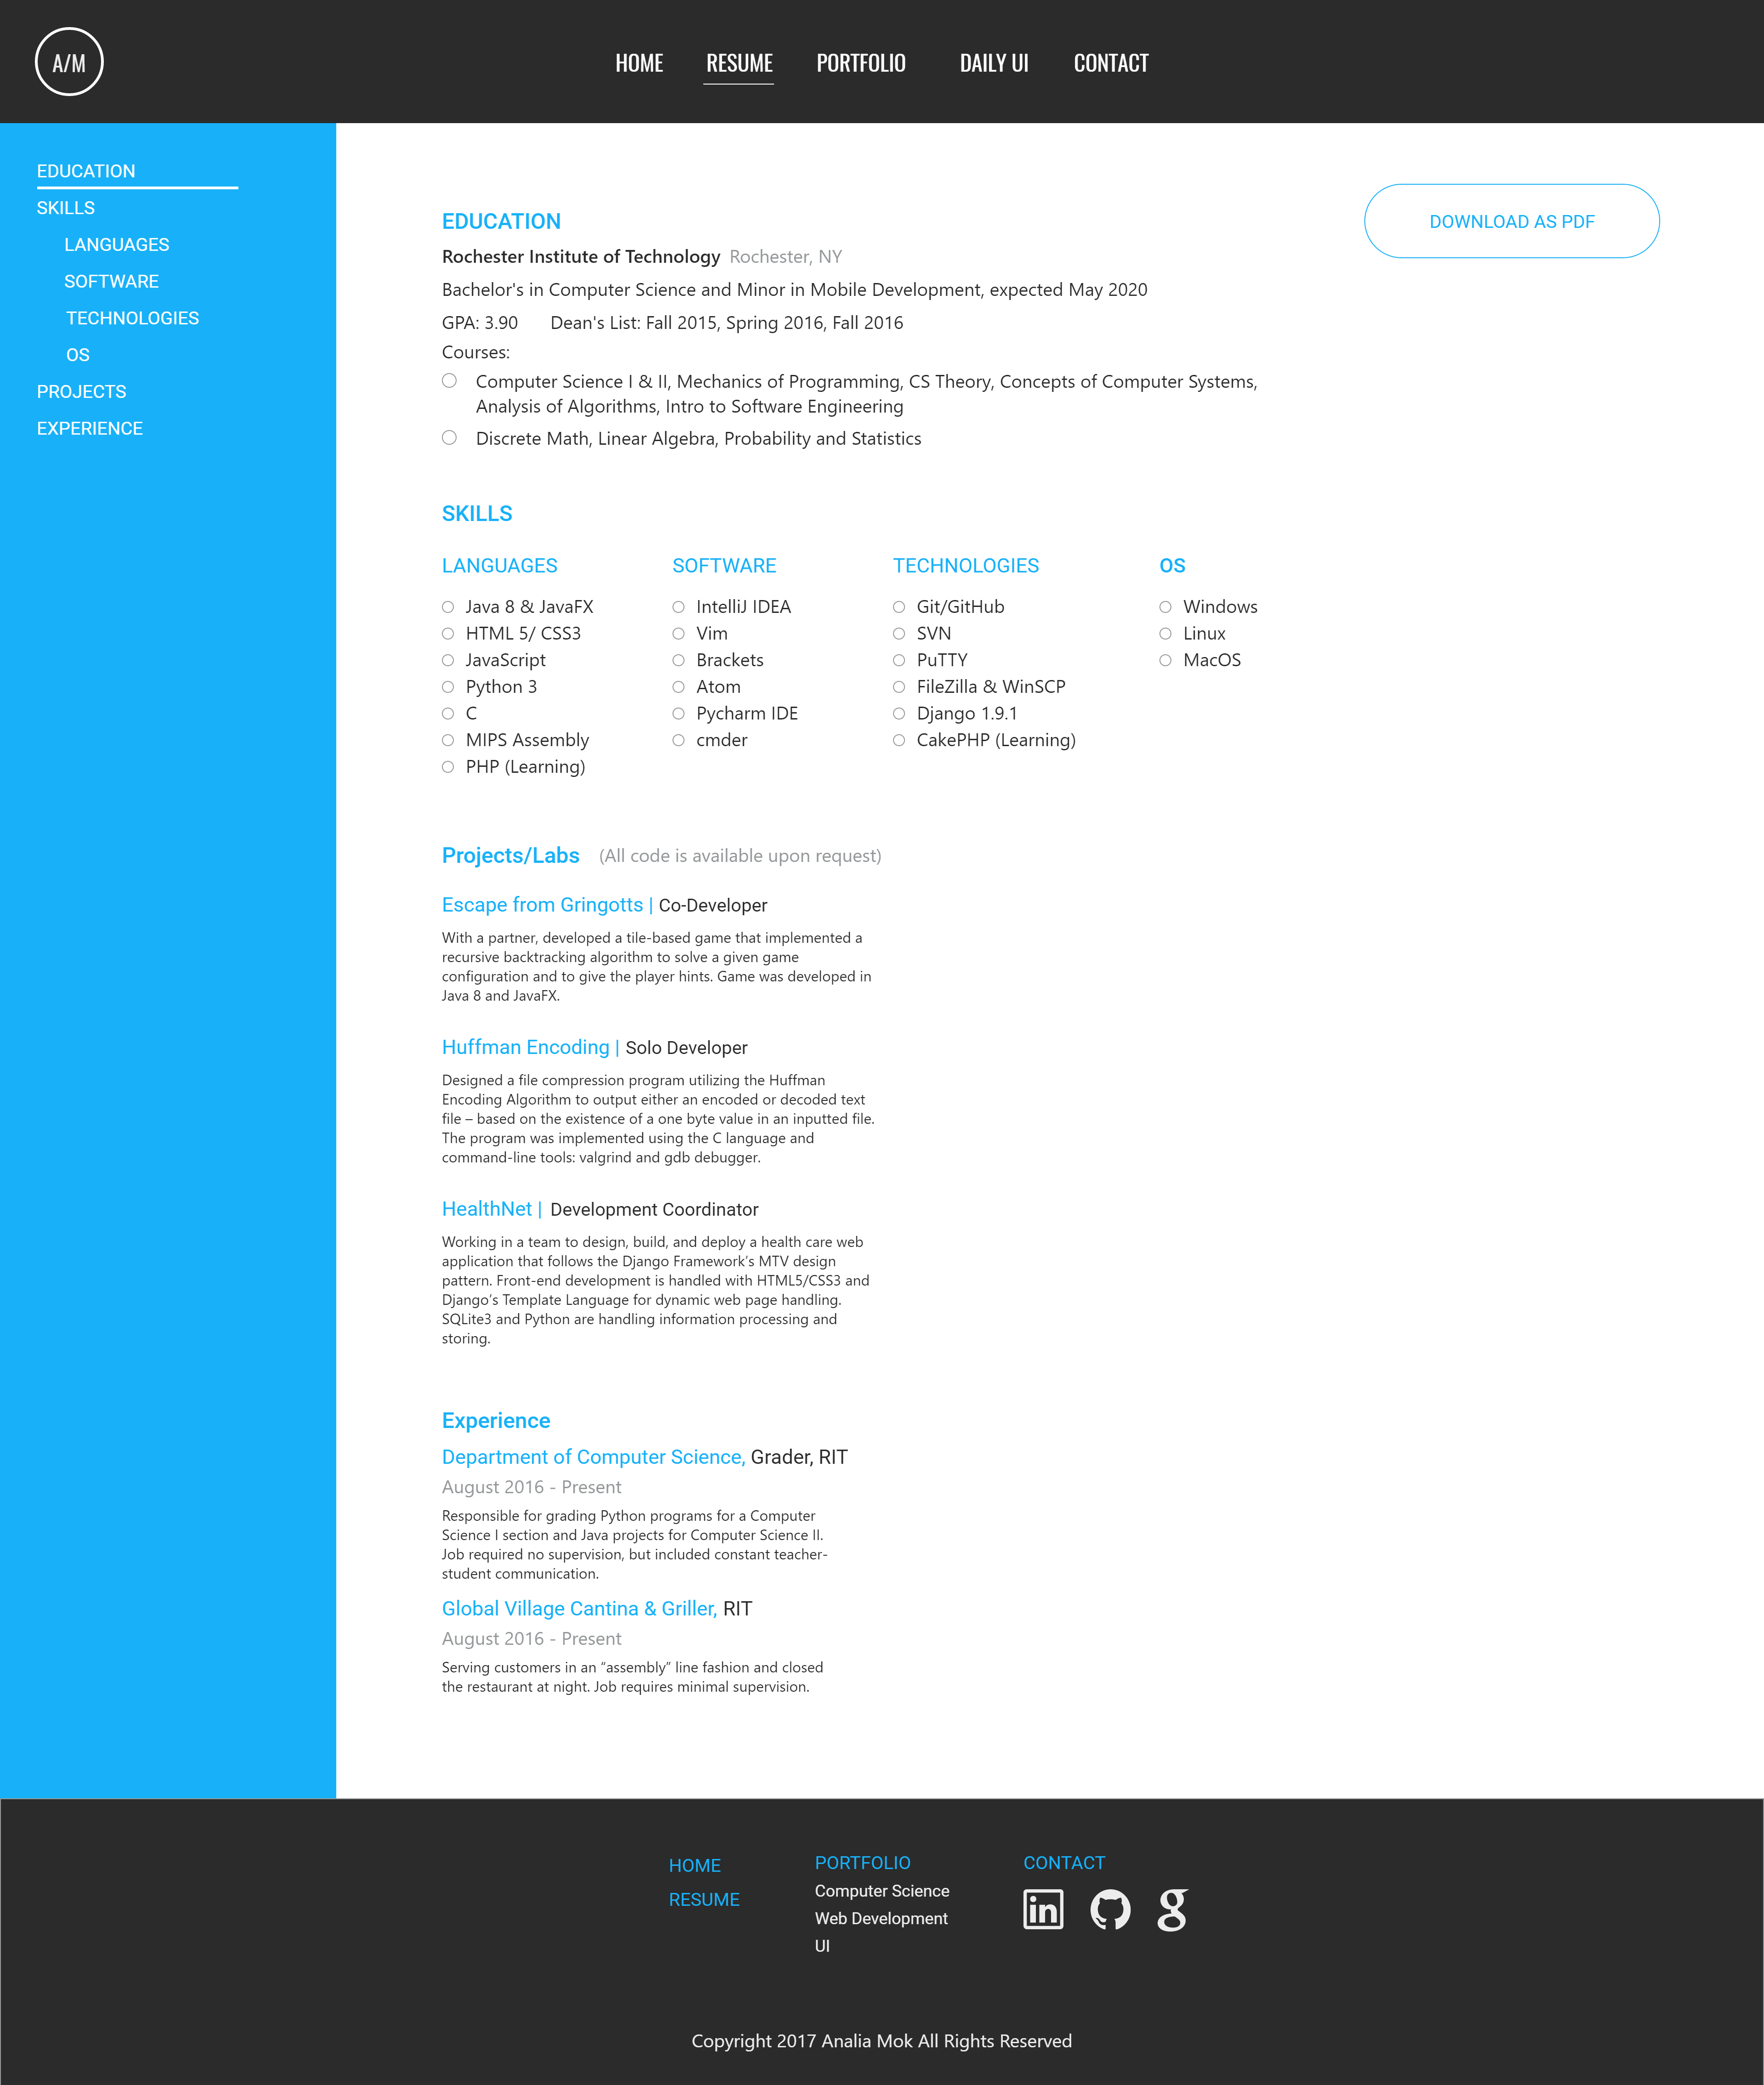 A/M
HOME RESUME PORTFOLIO DAILY UI CONTACT
EDUCATION
SKILLS
LANGUAGES
SOFTWARE
TECHNOLOGIES
OS
PROJECTS
EXPERIENCE
DOWNLOAD AS PDF
EDUCATION
Rochester Institute of Technology Rochester, NY
Bachelor's in Computer Science and Minor in Mobile Development, expected May 2020
GPA: 3.90 Dean's List: Fall 2015, Spring 2016, Fall 2016
Courses:
Computer Science I & II, Mechanics of Programming, CS Theory, Concepts of Computer Systems,
Analysis of Algorithms, Intro to Software Engineering
Discrete Math, Linear Algebra, Probability and Statistics
SKILLS
LANGUAGES
Java 8 & JavaFX
HTML 5/ CSS3
JavaScript
Python 3
C
MIPS Assembly
PHP (Learning)
SOFTWARE
IntelliJ IDEA
Vim
Brackets
Atom
Pycharm IDE
cmder
TECHNOLOGIES
Git/GitHub
SVN
PuTTY
FileZilla & WinSCP
Django 1.9.1
CakePHP (Learning)
OS
Windows
Linux
MacOS
Projects/Labs (All code is available upon request)
Escape from Gringotts | Co-Developer
With a partner, developed a tile-based game that implemented a
recursive backtracking algorithm to solve a given game
configuration and to give the player hints. Game was developed in
Java 8 and JavaFX.
Huffman Encoding | Solo Developer
Designed a file compression program utilizing the Huffman
Encoding Algorithm to output either an encoded or decoded text
file – based on the existence of a one byte value in an inputted file.
The program was implemented using the C language and
command-line tools: valgrind and gdb debugger.
HealthNet | Development Coordinator
Working in a team to design, build, and deploy a health care web
application that follows the Django Framework’s MTV design
pattern. Front-end development is handled with HTML5/CSS3 and
Django’s Template Language for dynamic web page handling.
SQLite3 and Python are handling information processing and
storing.
Experience
Department of Computer Science, Grader, RIT
August 2016 - Present
Responsible for grading Python programs for a Computer
Science I section and Java projects for Computer Science II.
Job required no supervision, but included constant teacher-
student communication.
Global Village Cantina & Griller, RIT
August 2016 - Present
Serving customers in an “assembly” line fashion and closed
the restaurant at night. Job requires minimal supervision.
HOME
RESUME
PORTFOLIO
Computer Science
Web Development
UI
CONTACT
in g
Copyright 2017 Analia Mok All Rights Reserved